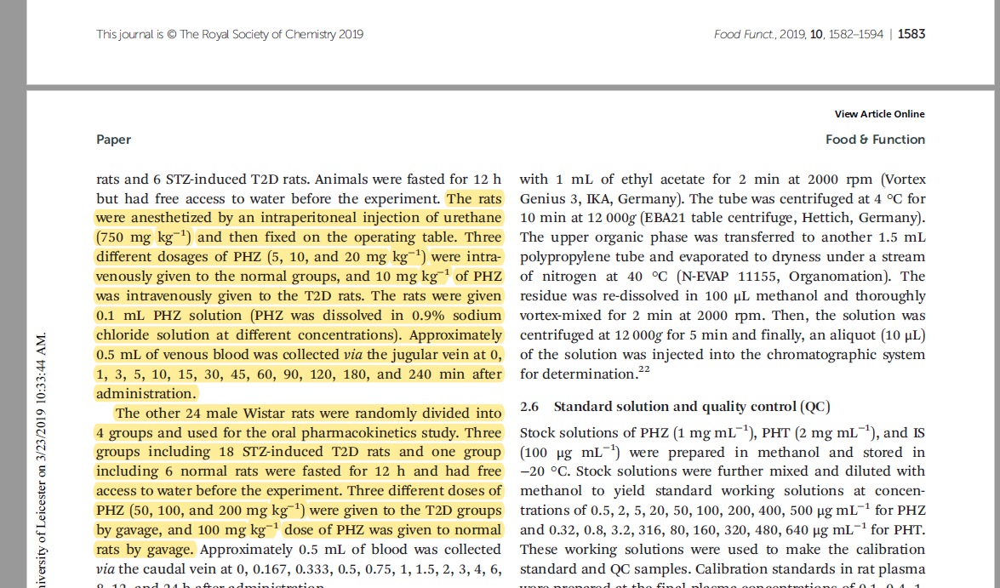 This journal is © The Royal Society of Chemistry 2019
Food Funct., 2019, 10, 1582–1594 | 1583
View Article Online
Paper
Food & Function
rats and 6 STZ-induced T2D rats. Animals were fasted for 12 h
but had free access to water before the experiment. The rats
were anesthetized by an intraperitoneal injection of urethane
(750 mg kg⁻¹) and then fixed on the operating table. Three
different dosages of PHZ (5, 10, and 20 mg kg⁻¹) were intra-
venously given to the normal groups, and 10 mg kg⁻¹ of PHZ
was intravenously given to the T2D rats. The rats were given
0.1 mL PHZ solution (PHZ was dissolved in 0.9% sodium
chloride solution at different concentrations). Approximately
0.5 mL of venous blood was collected via the jugular vein at 0,
1, 3, 5, 10, 15, 30, 45, 60, 90, 120, 180, and 240 min after
administration.
The other 24 male Wistar rats were randomly divided into
4 groups and used for the oral pharmacokinetics study. Three
groups including 18 STZ-induced T2D rats and one group
including 6 normal rats were fasted for 12 h and had free
access to water before the experiment. Three different doses of
PHZ (50, 100, and 200 mg kg⁻¹) were given to the T2D groups
by gavage, and 100 mg kg⁻¹ dose of PHZ was given to normal
rats by gavage. Approximately 0.5 mL of blood was collected
via the caudal vein at 0, 0.167, 0.333, 0.5, 0.75, 1, 1.5, 2, 3, 4, 6,
8, 12, and 24 h after administration.
with 1 mL of ethyl acetate for 2 min at 2000 rpm (Vortex
Genius 3, IKA, Germany). The tube was centrifuged at 4 °C for
10 min at 12 000g (EBA21 table centrifuge, Hettich, Germany).
The upper organic phase was transferred to another 1.5 mL
polypropylene tube and evaporated to dryness under a stream
of nitrogen at 40 °C (N-EVAP 11155, Organomation). The
residue was re-dissolved in 100 μL methanol and thoroughly
vortex-mixed for 2 min at 2000 rpm. Then, the solution was
centrifuged at 12 000g for 5 min and finally, an aliquot (10 μL)
of the solution was injected into the chromatographic system
for determination.²²
2.6 Standard solution and quality control (QC)
Stock solutions of PHZ (1 mg mL⁻¹), PHT (2 mg mL⁻¹), and IS
(100 μg mL⁻¹) were prepared in methanol and stored in
−20 °C. Stock solutions were further mixed and diluted with
methanol to yield standard working solutions at concen-
trations of 0.5, 2, 5, 20, 50, 100, 200, 400, 500 μg mL⁻¹ for PHZ
and 0.32, 0.8, 3.2, 316, 80, 160, 320, 480, 640 μg mL⁻¹ for PHT.
These working solutions were used to make the calibration
standard and QC samples. Calibration standards in rat plasma
were prepared at the final plasma concentrations of 0.1, 0.4, 1,
niversity of Leicester on 3/23/2019 10:33:44 AM.